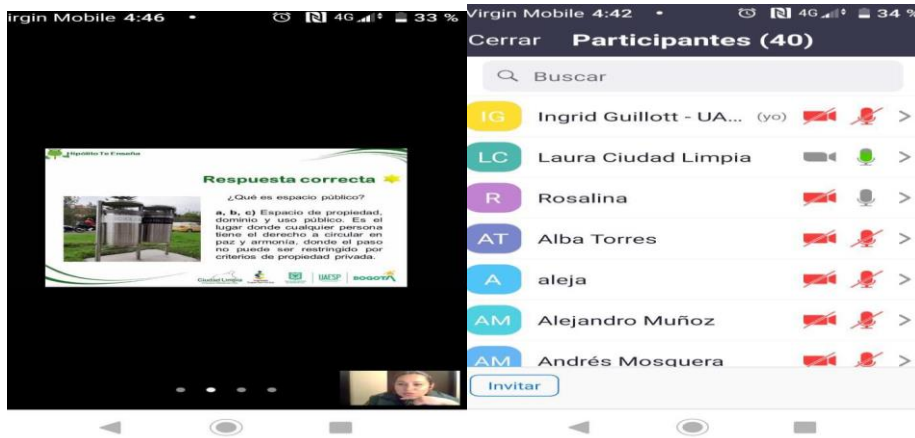 irgin Mobile 4:46 • 4G 33 %
Hipólito Te Enseña
Respuesta correcta
¿Qué es espacio público?
a, b, c) Espacio de propiedad,
dominio y uso público. Es el
lugar donde cualquier persona
tiene el derecho a circular en
paz y armonía, donde el paso
no puede ser restringido por
criterios de propiedad privada.
Ciudad Limpia
UAESP
BOGOTÁ
Virgin Mobile 4:42 • 4G 34 %
Cerrar Participantes (40)
Buscar
IG Ingrid Guillott - UA... (yo)
LC Laura Ciudad Limpia
R Rosalina
AT Alba Torres
A aleja
AM Alejandro Muñoz
AM Andrés Mosquera
Invitar